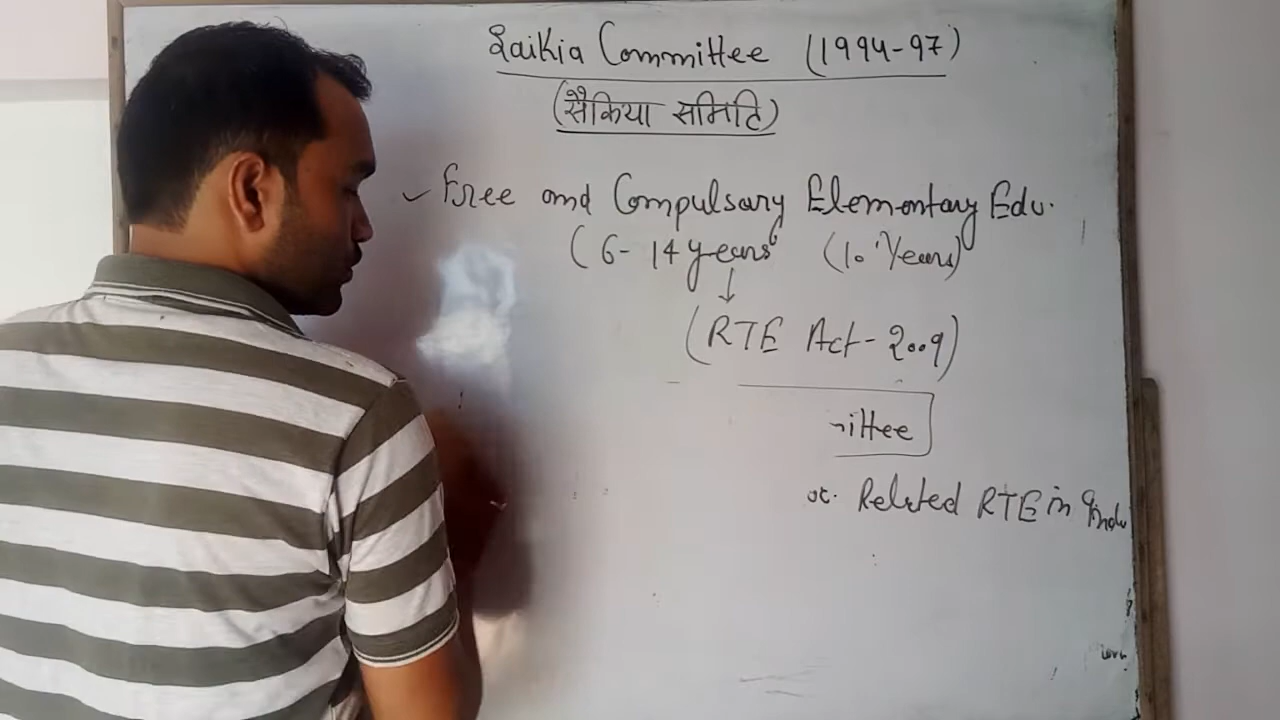 Saikia Committee (1994-97)
(सैकिया समिति)
✓ Free and Compulsary Elementary Edu.
(6-14 years (10 Years)
↓
(RTE Act-2009)
ittee
Related RTE in